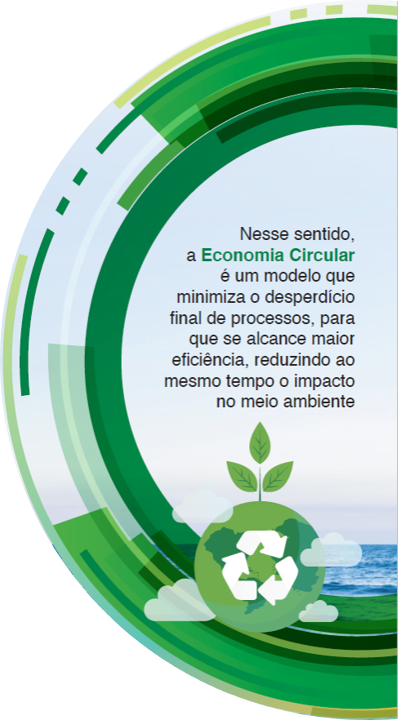 Nesse sentido,
a Economia Circular
é um modelo que
minimiza o desperdício
final de processos, para
que se alcance maior
eficiência, reduzindo ao
mesmo tempo o impacto
no meio ambiente